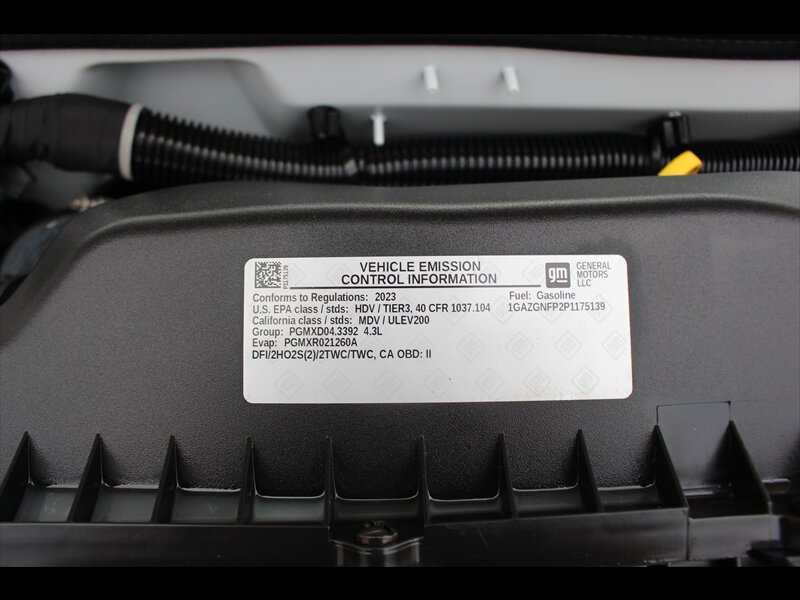 P1175139
VEHICLE EMISSION
CONTROL INFORMATION
gm
GENERAL
MOTORS
LLC
Conforms to Regulations: 2023
Fuel: Gasoline
U.S. EPA class / stds: HDV / TIER3, 40 CFR 1037.104
1GAZGNFP2P1175139
California class / stds: MDV / ULEV200
Group: PGMXD04.3392 4.3L
Evap: PGMXR021260A
DFI/2HO2S(2)/2TWC/TWC, CA OBD: II